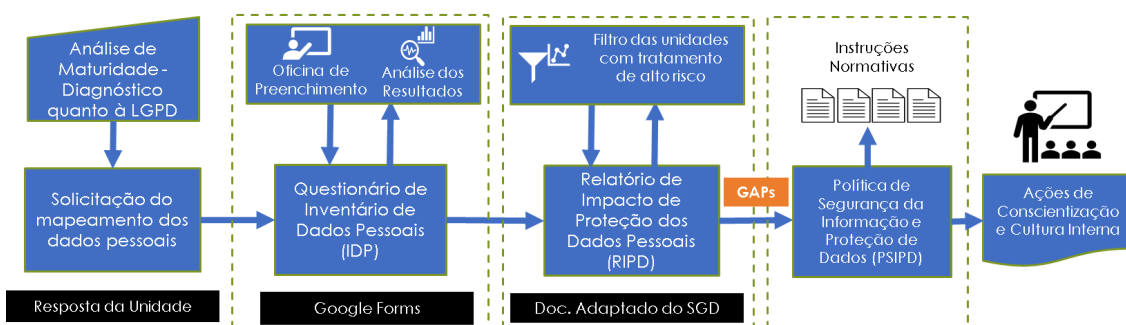 Análise de
Maturidade -
Diagnóstico
quanto à LGPD
Solicitação do
mapeamento dos
dados pessoais
Resposta da Unidade
Oficina de
Preenchimento
Análise dos
Resultados
Questionário de
Inventário de
Dados Pessoais
(IDP)
Google Forms
Filtro das unidades
com tratamento
de alto risco
Relatório de
Impacto de
Proteção dos
Dados Pessoais
(RIPD)
Doc. Adaptado do SGD
GAPs
Instruções
Normativas
Política de
Segurança da
Informação e
Proteção de
Dados (PSIPD)
Ações de
Conscientização
e Cultura Interna